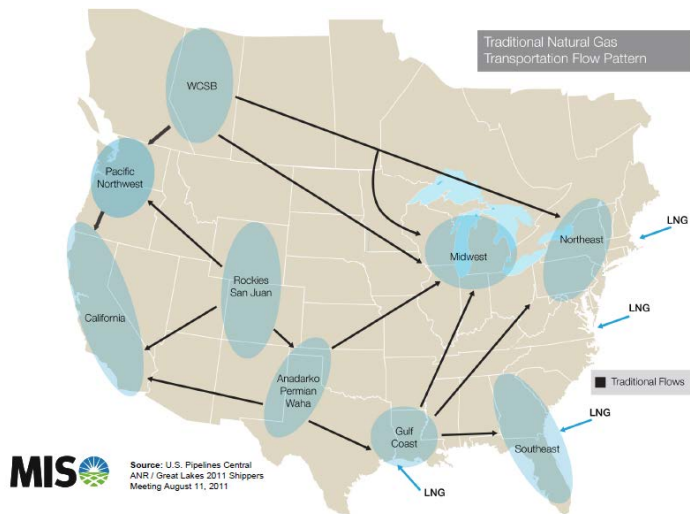 Traditional Natural Gas
Transportation Flow Pattern
WCSB
Pacific
Northwest
California
Rockies
San Juan
Anadarko
Permian
Waha
Midwest
Northeast
Gulf
Coast
Southeast
LNG
LNG
LNG
LNG
Traditional Flows
MISO
Source: U.S. Pipelines Central
ANR / Great Lakes 2011 Shippers
Meeting August 11, 2011